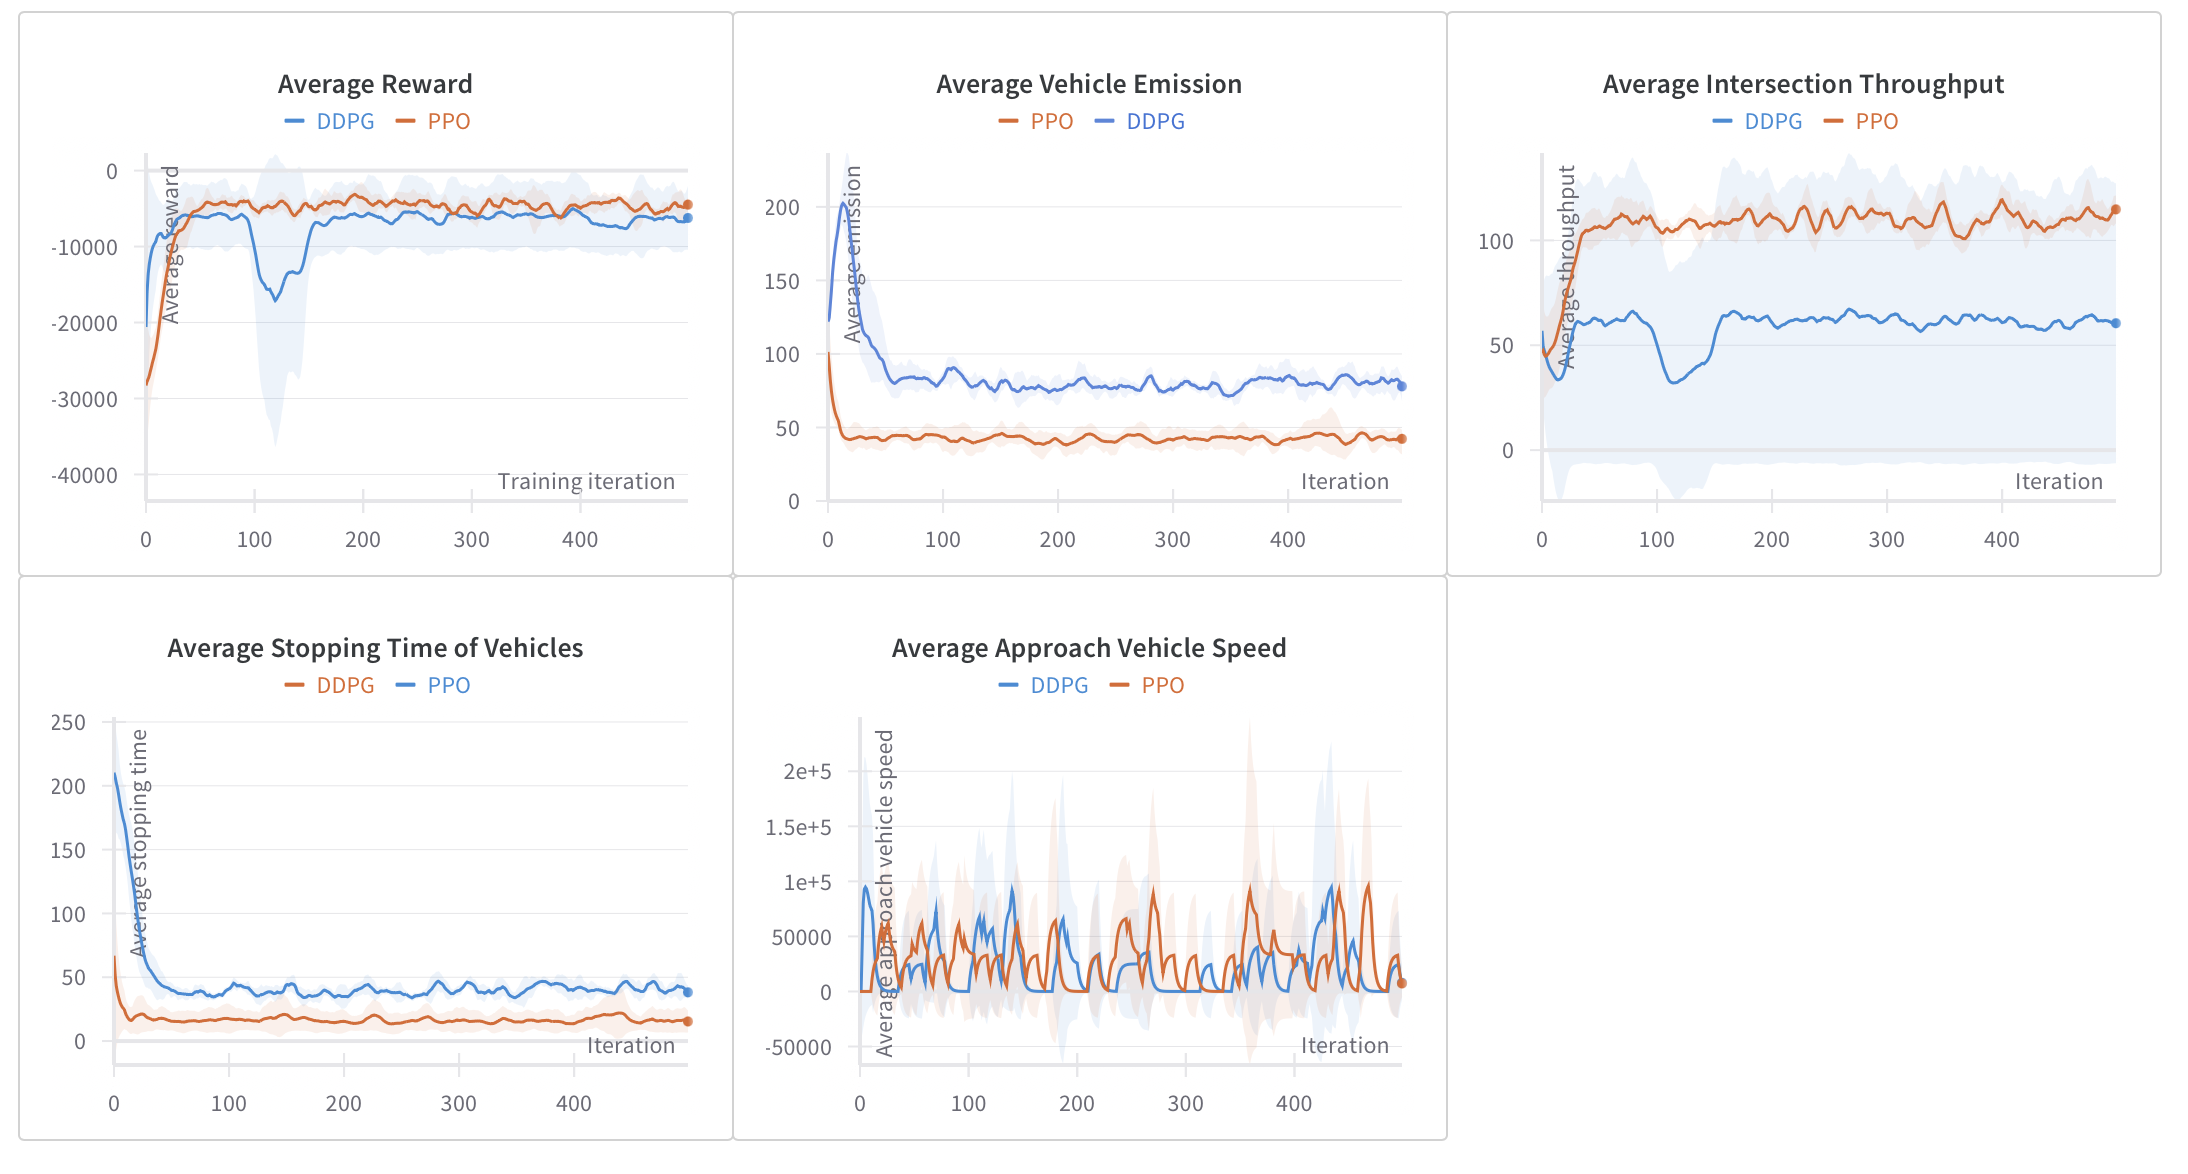 Average Reward
DDPG PPO
Average reward
0
-10000
-20000
-30000
-40000
Training iteration
0 100 200 300 400
Average Vehicle Emission
PPO DDPG
Average emission
200
150
100
50
0
Iteration
0 100 200 300 400
Average Intersection Throughput
DDPG PPO
Average throughput
100
50
0
Iteration
0 100 200 300 400
Average Stopping Time of Vehicles
DDPG PPO
Average stopping time
250
200
150
100
50
0
Iteration
0 100 200 300 400
Average Approach Vehicle Speed
DDPG PPO
Average approach vehicle speed
2e+5
1.5e+5
1e+5
50000
0
-50000
Iteration
0 100 200 300 400